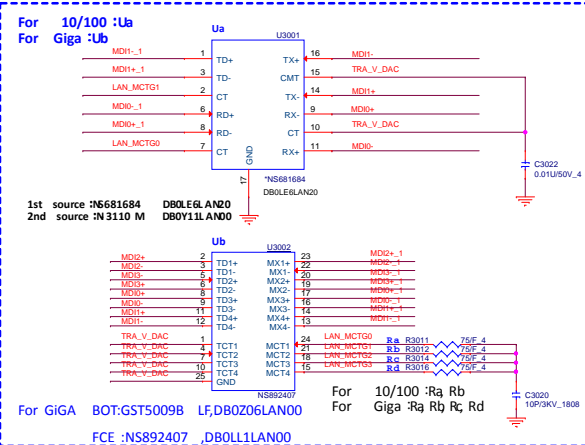 For 10/100 :Ua
For Giga :Ub
Ua
U3001
MDI1-_1 1 TD+ TX+ 16 MDI1-
MDI1+_1 3 TD- CMT 15 TRA_V_DAC
LAN_MCTG1 2 CT TX- 14 MDI1+
MDI0-_1 6 RD+ RX- 9 MDI0+
MDI0+_1 8 RD- CT 10 TRA_V_DAC
LAN_MCTG0 7 CT RX+ 11 MDI0-
GND
17
*NS681684
DB0LE6LAN20
C3022
0.01U/50V_4
1st source :NS681684 DB0LE6LAN20
2nd source :N3110 M DB0Y11LAN00
Ub
U3002
MDI2+ 2 TD1+ MX1+ 23 MDI2+_1
MDI2- 3 TD1- MX1- 22 MDI2-_1
MDI3- 5 TD2+ MX2+ 20 MDI3-_1
MDI3+ 6 TD2- MX2- 19 MDI3+_1
MDI0+ 8 TD3+ MX3+ 17 MDI0+_1
MDI0- 9 TD3- MX3- 16 MDI0-_1
MDI1+ 11 TD4+ MX4+ 14 MDI1+_1
MDI1- 12 TD4- MX4- 13 MDI1-_1
TRA_V_DAC 1 TCT1 MCT1 24 LAN_MCTG0 Ra R3011 75/F_4
TRA_V_DAC 4 TCT2 MCT2 21 LAN_MCTG1 Rb R3012 75/F_4
TRA_V_DAC 7 TCT3 MCT3 18 LAN_MCTG2 Rc R3014 75/F_4
TRA_V_DAC 10 TCT4 MCT4 15 LAN_MCTG3 Rd R3016 75/F_4
25 GND
NS892407
C3020
10P/3KV_1808
For 10/100 :Ra, Rb
For Giga :Ra, Rb, Rc, Rd
For GiGA BOT:GST5009B LF,DB0Z06LAN00
FCE :NS892407 ,DB0LL1LAN00